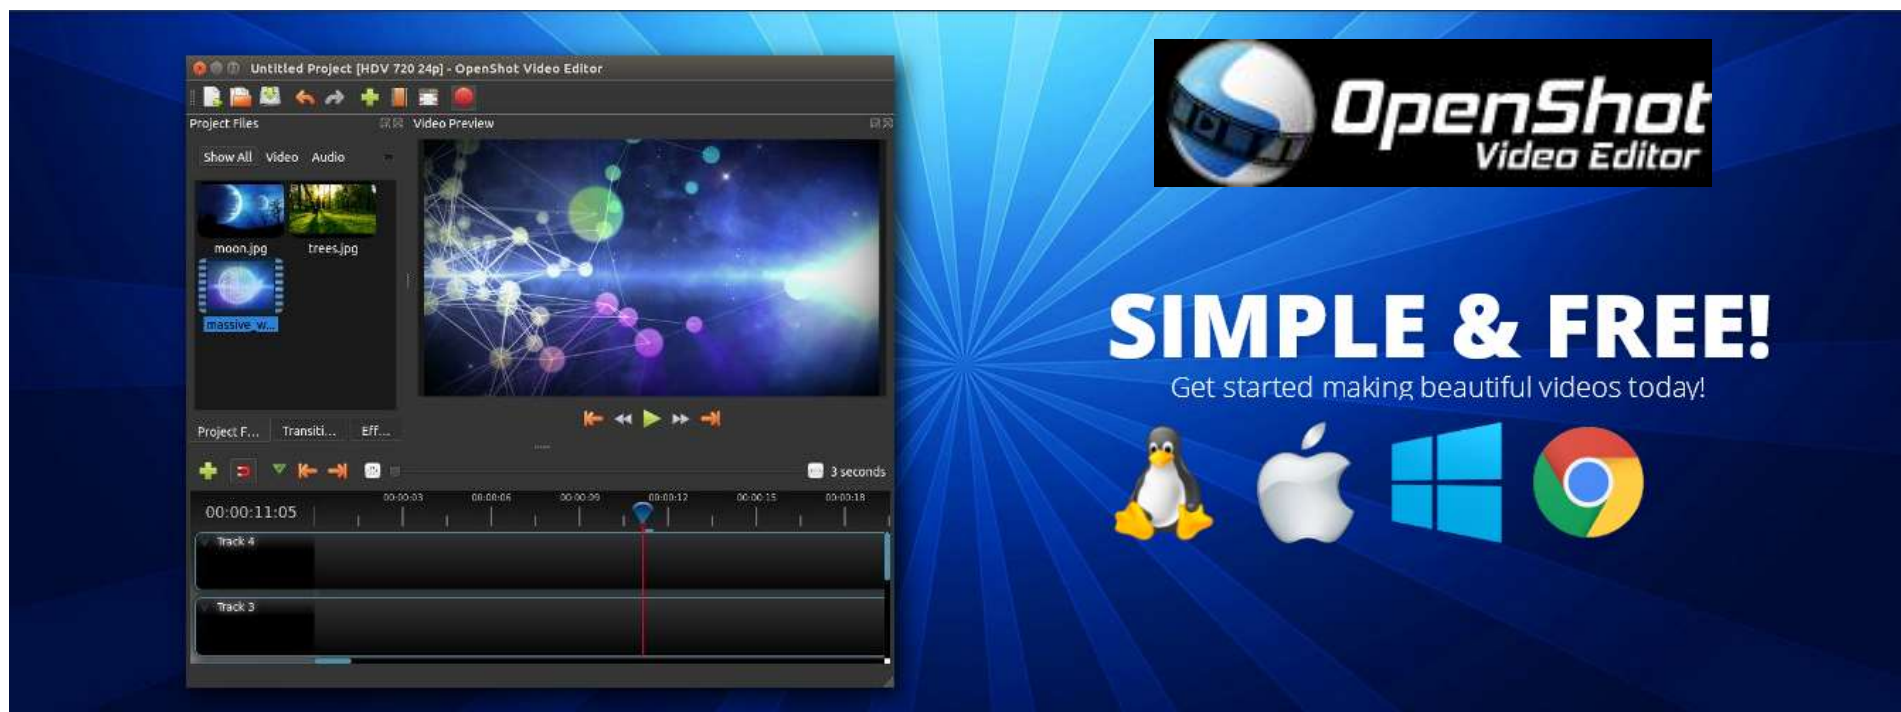 Untitled Project [HDV 720 24p] - OpenShot Video Editor
Project Files
Video Preview
Show All Video Audio
moon.jpg trees.jpg
massive_w...
Project F... Transiti... Eff...
3 seconds
00:00:03 00:00:06 00:00:09 00:00:12 00:00:15 00:00:18
00:00:11:05
Track 4
Track 3
OpenShot
Video Editor
SIMPLE & FREE!
Get started making beautiful videos today!